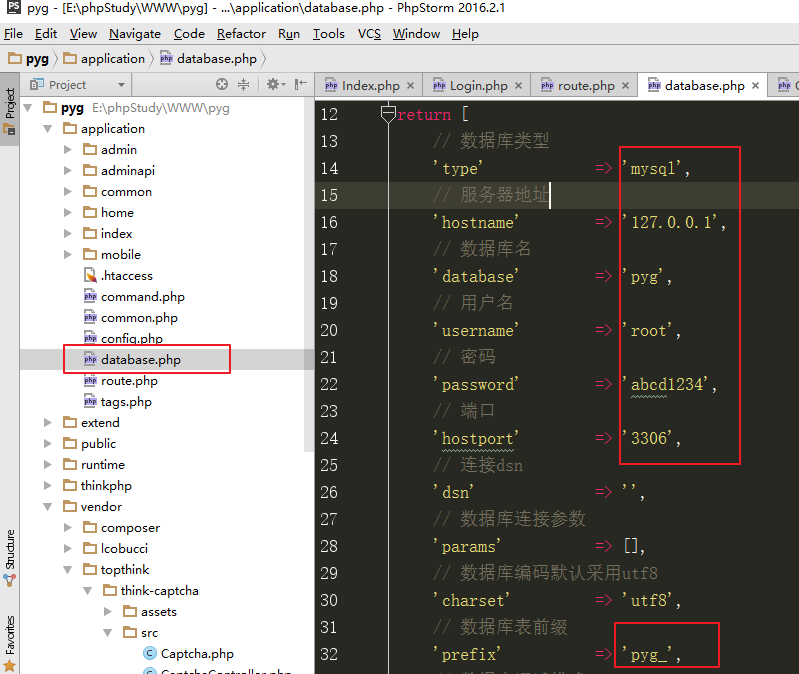 pyg - [E:\phpStudy\WWW\pyg] - ...\application\database.php - PhpStorm 2016.2.1
File Edit View Navigate Code Refactor Run Tools VCS Window Help
pyg application database.php
Project
Index.php × Login.php × route.php × database.php ×
Project
Structure
Favorites
pyg E:\phpStudy\WWW\pyg
application
admin
adminapi
common
home
index
mobile
.htaccess
command.php
common.php
config.php
database.php
route.php
tags.php
extend
public
runtime
thinkphp
vendor
composer
lcobucci
topthink
think-captcha
assets
src
Captcha.php
CaptchaController.php
12 return [
13 // 数据库类型
14 'type' => 'mysql',
15 // 服务器地址
16 'hostname' => '127.0.0.1',
17 // 数据库名
18 'database' => 'pyg',
19 // 用户名
20 'username' => 'root',
21 // 密码
22 'password' => 'abcd1234',
23 // 端口
24 'hostport' => '3306',
25 // 连接dsn
26 'dsn' => '',
27 // 数据库连接参数
28 'params' => [],
29 // 数据库编码默认采用utf8
30 'charset' => 'utf8',
31 // 数据库表前缀
32 'prefix' => 'pyg_',